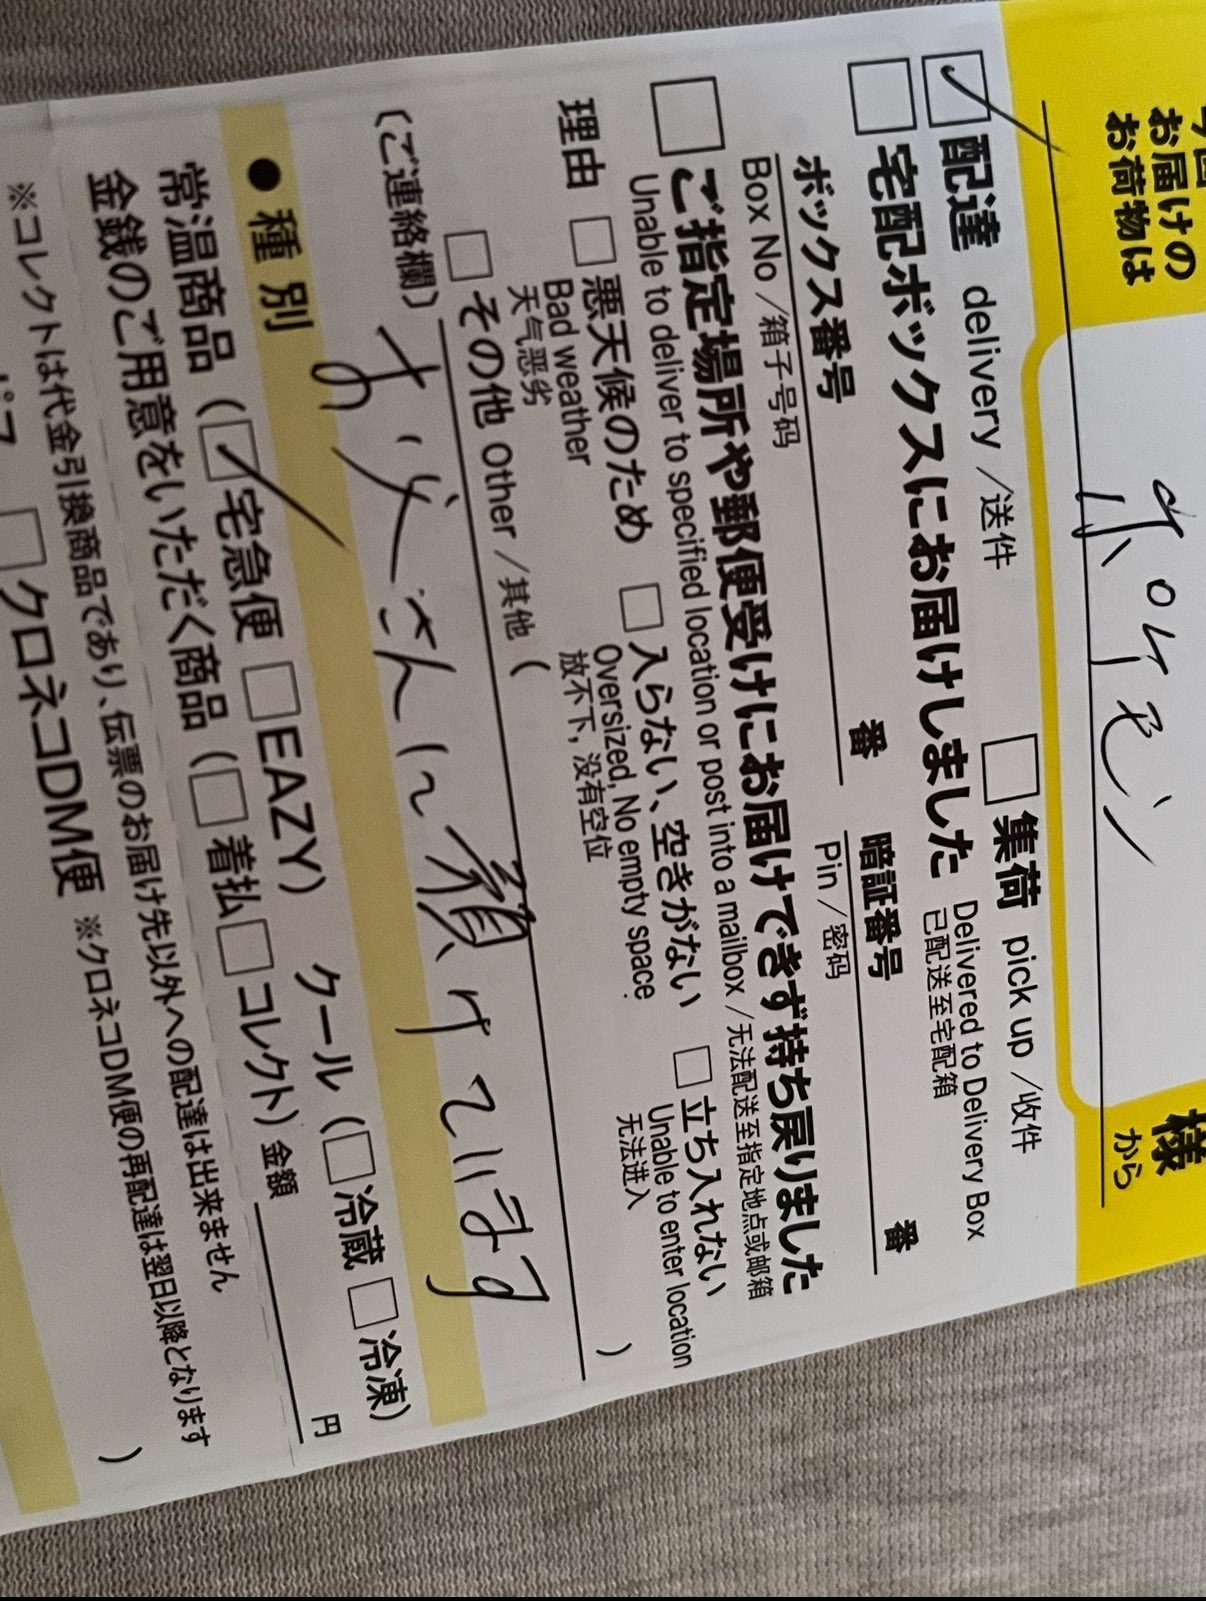 お届けの
お荷物は
様
から
配達 delivery／送件 集荷 pick up／收件
宅配ボックスにお届けしました Delivered to Delivery Box
已配送至宅配箱
ボックス番号 番 暗証番号 番
Box No／箱子号码 Pin／密码
ご指定場所や郵便受けにお届けできず持ち戻りました
Unable to deliver to specified location or post into a mailbox／无法配送至指定地点或邮箱
理由 悪天候のため 入らない、空きがない 立ち入れない
Bad weather Oversized, No empty space Unable to enter location
天气恶劣 放不下，没有空位 无法进入
その他 Other／其他（ ）
（ご連絡欄）
お父さんに預けています
●種別
常温商品（ 宅急便 EAZY） クール（ 冷蔵 冷凍）
金銭のご用意をいただく商品（ 着払 コレクト）金額 円
※コレクトは代金引換商品であり、伝票のお届け先以外への配達は出来ません
クロネコDM便 ※クロネコDM便の再配達は翌日以降となります
）